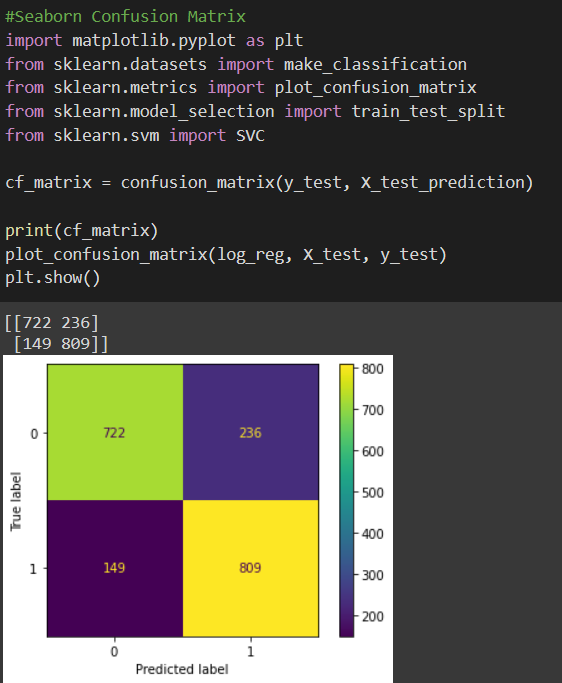 #Seaborn Confusion Matrix
import matplotlib.pyplot as plt
from sklearn.datasets import make_classification
from sklearn.metrics import plot_confusion_matrix
from sklearn.model_selection import train_test_split
from sklearn.svm import SVC
cf_matrix = confusion_matrix(y_test, X_test_prediction)
print(cf_matrix)
plot_confusion_matrix(log_reg, X_test, y_test)
plt.show()
[[722 236]
 [149 809]]
800
700
600
500
400
300
200
0
722
236
True label
1
149
809
0
1
Predicted label